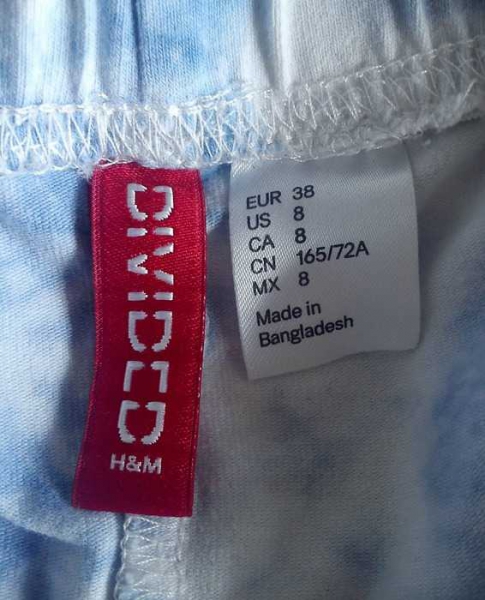 DIVIDED
H&M
EUR 38
US 8
CA 8
CN 165/72A
MX 8
Made in
Bangladesh